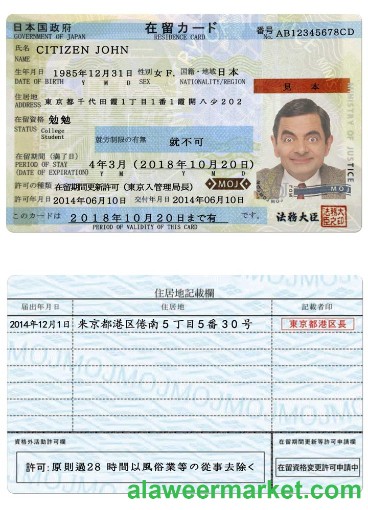 日本国政府 在留カード 番号 No. AB12345678CD
GOVERNMENT OF JAPAN RESIDENCE CARD
氏名 CITIZEN JOHN
NAME
生年月日 1985年12月31日 性別 女 F. 国籍・地域 日本
DATE OF BIRTH Y M D SEX NATIONALITY/REGION
住居地 東京都千代田霞1丁目1番1霞開八少202
ADDRESS
見本
在留資格 勉勉
STATUS College Student
就労制限の有無 就不可
在留期間(満了日) 4年3月(2018年10月20日)
PERIOD OF STAY Y M Y M D
(DATE OF EXPIRATION)
許可の種類 在留期間更新許可(東京入管理局長)
MOJ
許可年月日 2014年06月10日 交付年月日 2014年06月10日
このカードは 2018年10月20日まで有 です。
PERIOD OF VALIDITY OF THIS CARD
MINISTRY OF JUSTICE
MOJ
法務大臣
住居地記載欄
届出年月日 住居地 記載者印
2014年12月1日 朱京都港区倦南5丁目5番30号 東京都港区長
MOJMOJMOJMOJ
資格外活動許可欄 在留期間更新等許可申請欄
許可:原則過28 時間以風俗業等の從事去除く
在留資格変更許可申請中
alaweermarket.com